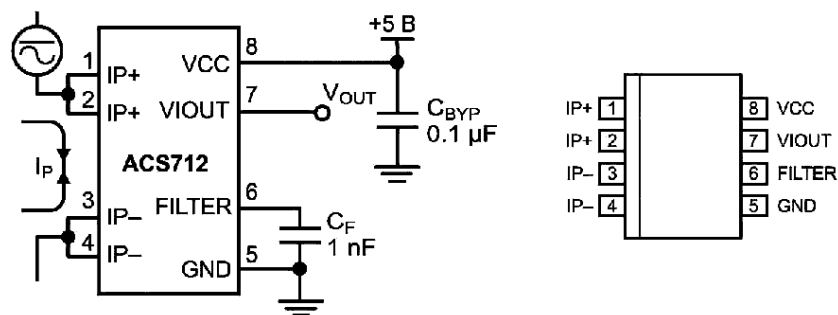 +5 В
1 IP+ VCC 8
2 IP+ VIOUT 7 VOUT
CBYP
0.1 µF
IP
ACS712
3 IP– FILTER 6
CF
1 nF
4 IP– GND 5
IP+ 1 8 VCC
IP+ 2 7 VIOUT
IP– 3 6 FILTER
IP– 4 5 GND